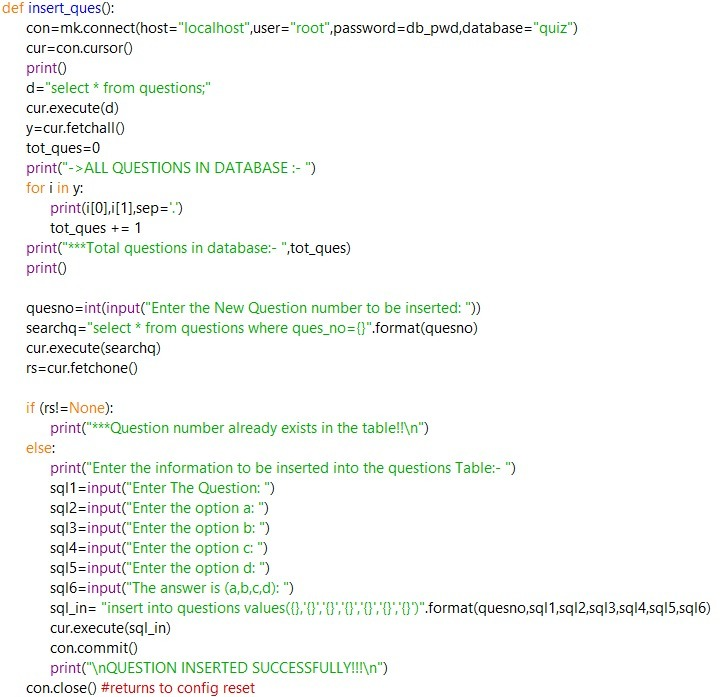 def insert_ques():
    con=mk.connect(host="localhost",user="root",password=db_pwd,database="quiz")
    cur=con.cursor()
    print()
    d="select * from questions;"
    cur.execute(d)
    y=cur.fetchall()
    tot_ques=0
    print("->ALL QUESTIONS IN DATABASE :- ")
    for i in y:
        print(i[0],i[1],sep='.')
        tot_ques += 1
    print("***Total questions in database:- ",tot_ques)
    print()

    quesno=int(input("Enter the New Question number to be inserted: "))
    searchq="select * from questions where ques_no={}".format(quesno)
    cur.execute(searchq)
    rs=cur.fetchone()

    if (rs!=None):
        print("***Question number already exists in the table!!\n")
    else:
        print("Enter the information to be inserted into the questions Table:- ")
        sql1=input("Enter The Question: ")
        sql2=input("Enter the option a: ")
        sql3=input("Enter the option b: ")
        sql4=input("Enter the option c: ")
        sql5=input("Enter the option d: ")
        sql6=input("The answer is (a,b,c,d): ")
        sql_in= "insert into questions values({},'{}','{}','{}','{}','{}','{}')".format(quesno,sql1,sql2,sql3,sql4,sql5,sql6)
        cur.execute(sql_in)
        con.commit()
        print("\nQUESTION INSERTED SUCCESSFULLY!!!\n")
    con.close() #returns to config reset